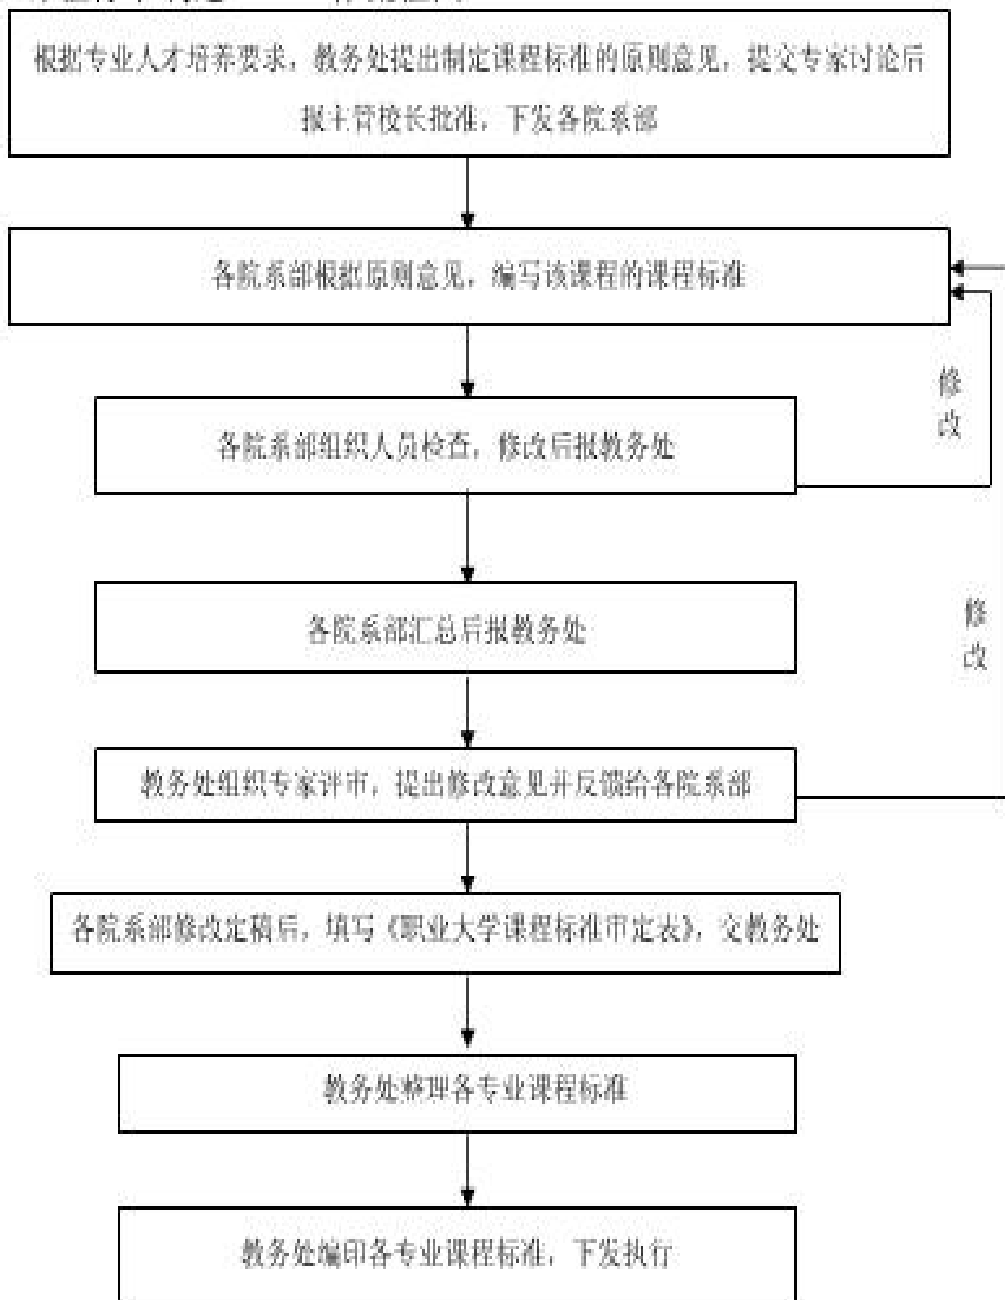 根据专业人才培养要求，教务处提出制定课程标准的原则意见，提交专家讨论后
报主管校长批准，下发各院系部
各院系部根据原则意见，编写该课程的课程标准
修
改
各院系部组织人员检查，修改后报教务处
各院系部汇总后报教务处
修
改
教务处组织专家评审，提出修改意见并反馈给各院系部
各院系部修改定稿后，填写《职业大学课程标准审定表》，交教务处
教务处整理各专业课程标准
教务处编印各专业课程标准，下发执行